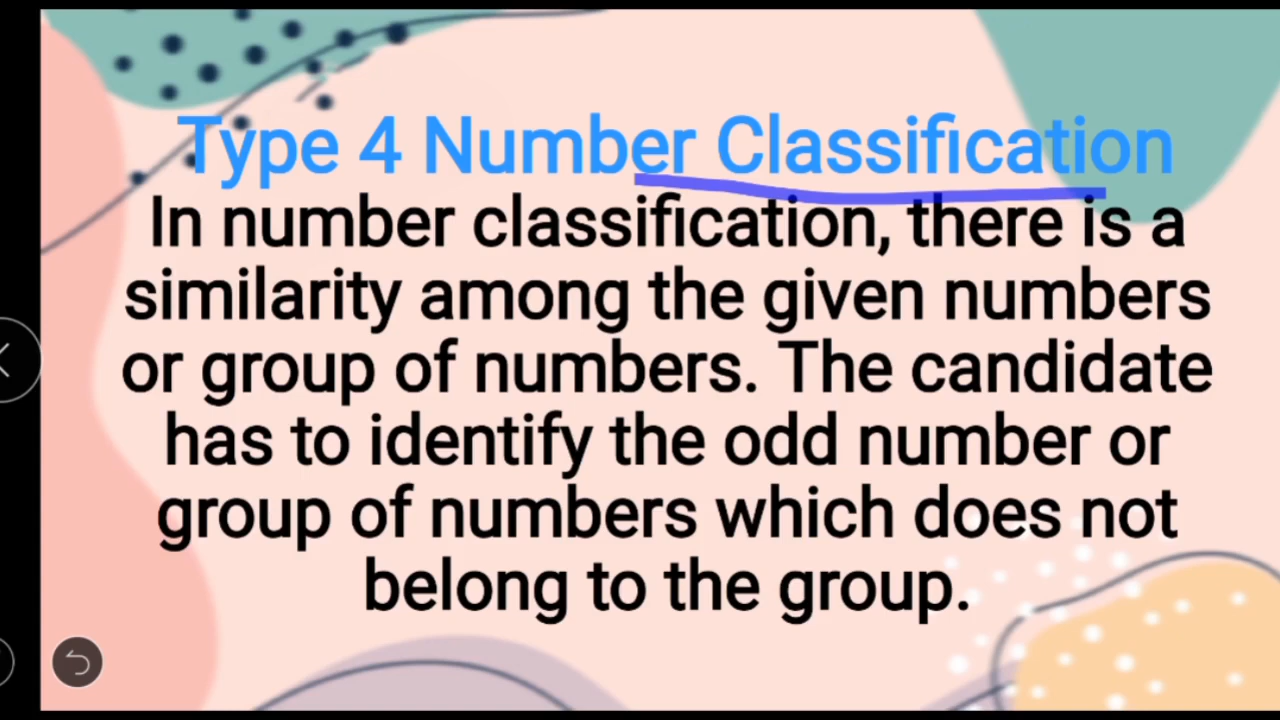 Type 4 Number Classification
In number classification, there is a
similarity among the given numbers
or group of numbers. The candidate
has to identify the odd number or
group of numbers which does not
belong to the group.